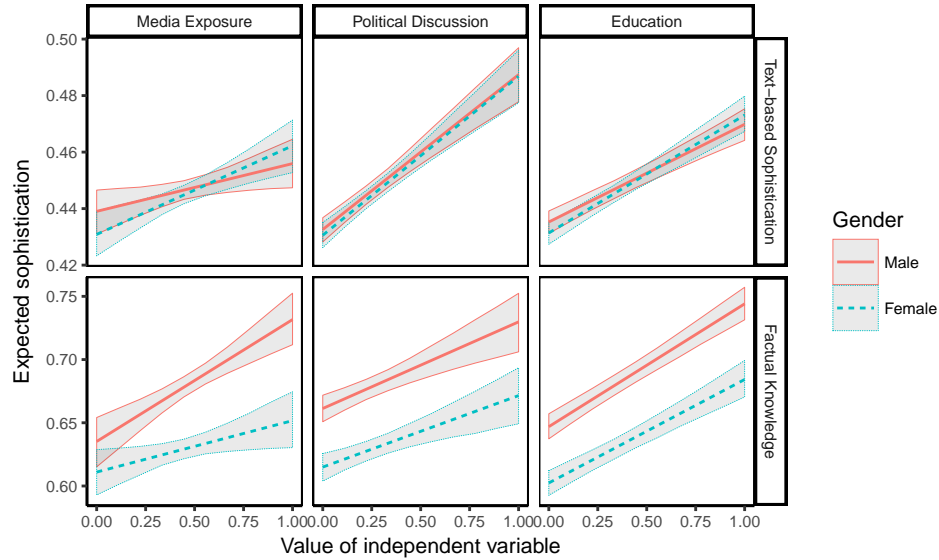 Media Exposure
Political Discussion
Education
0.50
0.48
0.46
0.44
0.42
Text−based Sophistication
Expected sophistication
Gender
Male
Female
0.75
0.70
0.65
0.60
Factual Knowledge
0.00 0.25 0.50 0.75 1.00
0.00 0.25 0.50 0.75 1.00
0.00 0.25 0.50 0.75 1.00
Value of independent variable